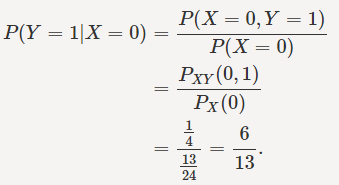 P(Y = 1|X = 0) = P(X = 0, Y = 1) / P(X = 0)
= P_XY(0, 1) / P_X(0)
= (1/4) / (13/24) = 6/13.